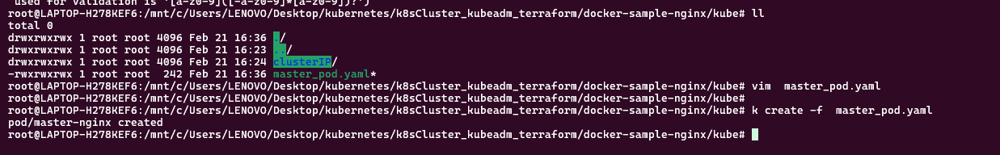 used for validation is '[a-z0-9]([-a-z0-9]*[a-z0-9])?')
root@LAPTOP-H278KEF6:/mnt/c/Users/LENOVO/Desktop/kubernetes/k8sCluster_kubeadm_terraform/docker-sample-nginx/kube# ll
total 0
drwxrwxrwx 1 root root 4096 Feb 21 16:36 ./
drwxrwxrwx 1 root root 4096 Feb 21 16:23 ../
drwxrwxrwx 1 root root 4096 Feb 21 16:24 clusterIP/
-rwxrwxrwx 1 root root  242 Feb 21 16:36 master_pod.yaml*
root@LAPTOP-H278KEF6:/mnt/c/Users/LENOVO/Desktop/kubernetes/k8sCluster_kubeadm_terraform/docker-sample-nginx/kube# vim  master_pod.yaml
root@LAPTOP-H278KEF6:/mnt/c/Users/LENOVO/Desktop/kubernetes/k8sCluster_kubeadm_terraform/docker-sample-nginx/kube#
root@LAPTOP-H278KEF6:/mnt/c/Users/LENOVO/Desktop/kubernetes/k8sCluster_kubeadm_terraform/docker-sample-nginx/kube# k create -f  master_pod.yaml
pod/master-nginx created
root@LAPTOP-H278KEF6:/mnt/c/Users/LENOVO/Desktop/kubernetes/k8sCluster_kubeadm_terraform/docker-sample-nginx/kube#